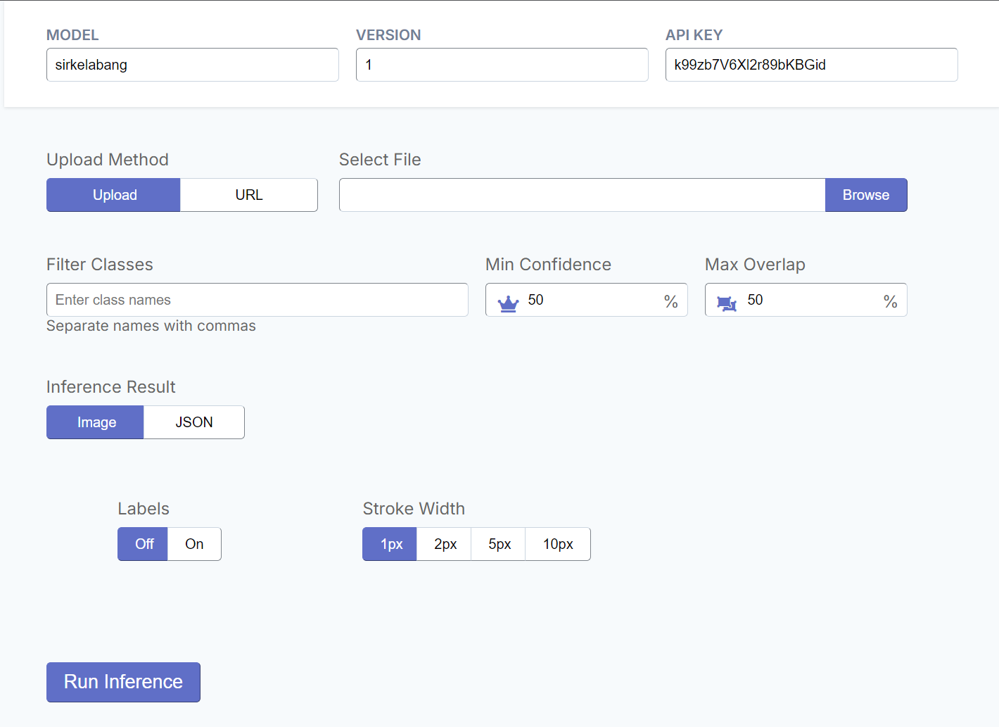 MODEL VERSION API KEY
sirkelabang 1 k99zb7V6Xl2r89bKBGid
Upload Method Select File
Upload URL Browse
Filter Classes Min Confidence Max Overlap
Enter class names 50 % 50 %
Separate names with commas
Inference Result
Image JSON
Labels Stroke Width
Off On 1px 2px 5px 10px
Run Inference